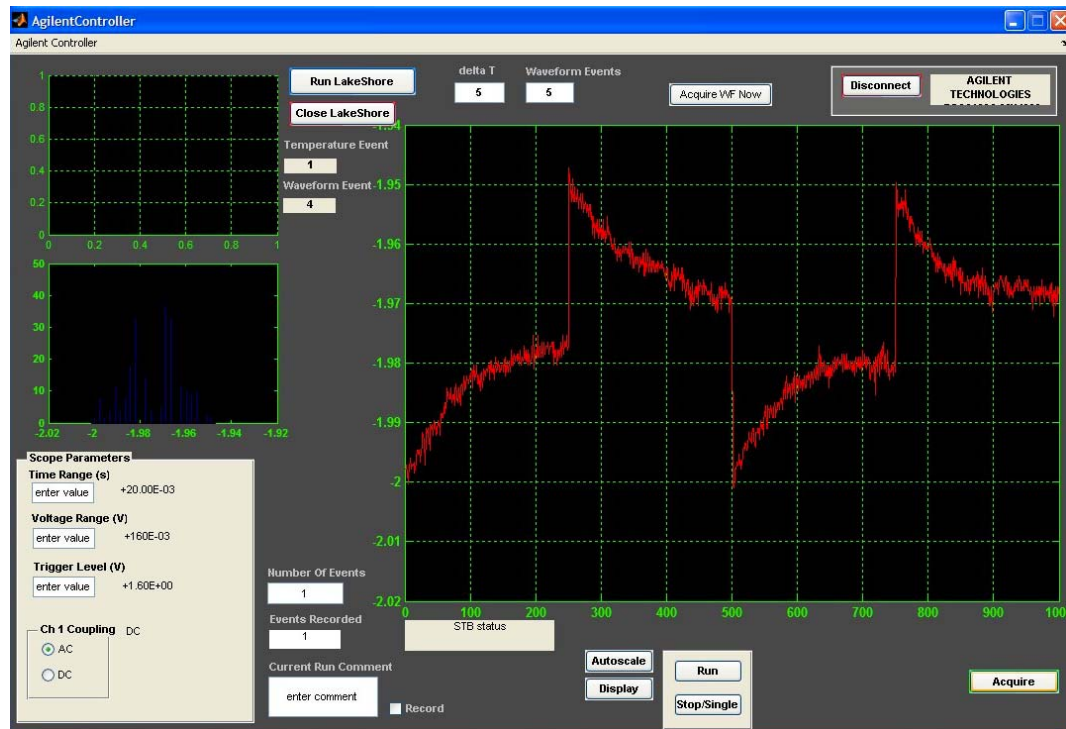 AgilentController
Agilent Controller
Run LakeShore
Close LakeShore
delta T
5
Waveform Events
5
Acquire WF Now
Disconnect
AGILENT
TECHNOLOGIES
Temperature Event
1
Waveform Event
4
1
0.8
0.6
0.4
0.2
0
0 0.2 0.4 0.6 0.8 1
50
40
30
20
10
0
-2.02 -2 -1.98 -1.96 -1.94 -1.92
-1.94
-1.95
-1.96
-1.97
-1.98
-1.99
-2
-2.01
-2.02
0 100 200 300 400 500 600 700 800 900 100
Scope Parameters
Time Range (s)
enter value +20.00E-03
Voltage Range (V)
enter value +160E-03
Trigger Level (V)
enter value +1.60E+00
Ch 1 Coupling DC
AC
DC
Number Of Events
1
Events Recorded
1
Current Run Comment
enter comment
Record
STB status
Autoscale
Display
Run
Stop/Single
Acquire